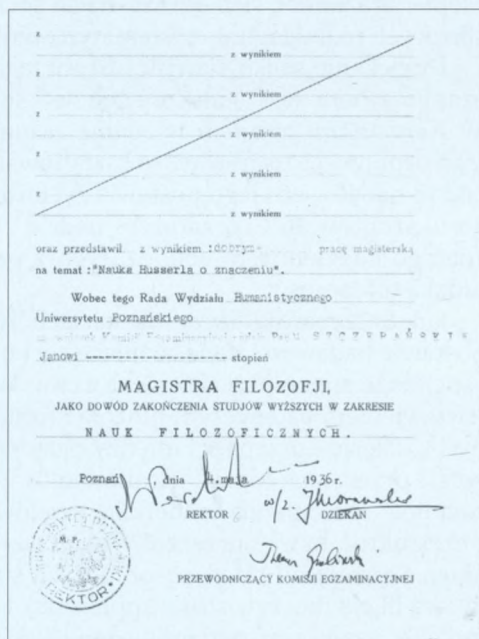 z
z wynikiem
z wynikiem
z
z wynikiem
z
z wynikiem
z
z wynikiem
z
z wynikiem
oraz przedstawił z wynikiem pracę magisterską
na temat: "Nauka Husserla o znaczeniu".
Wobec tego Rada Wydziału Humanistycznego
Uniwersytetu Poznańskiego
Janowi stopień
MAGISTRA FILOZOFJI,
JAKO DOWÓD ZAKOŃCZENIA STUDJÓW WYŻSZYCH W ZAKRESIE
NAUK FILOZOFICZNYCH.
Poznań, dnia 4. maja 1936 r.
w/z.
REKTOR DZIEKAN
M. P.
REKTOR
PRZEWODNICZĄCY KOMISJI EGZAMINACYJNEJ